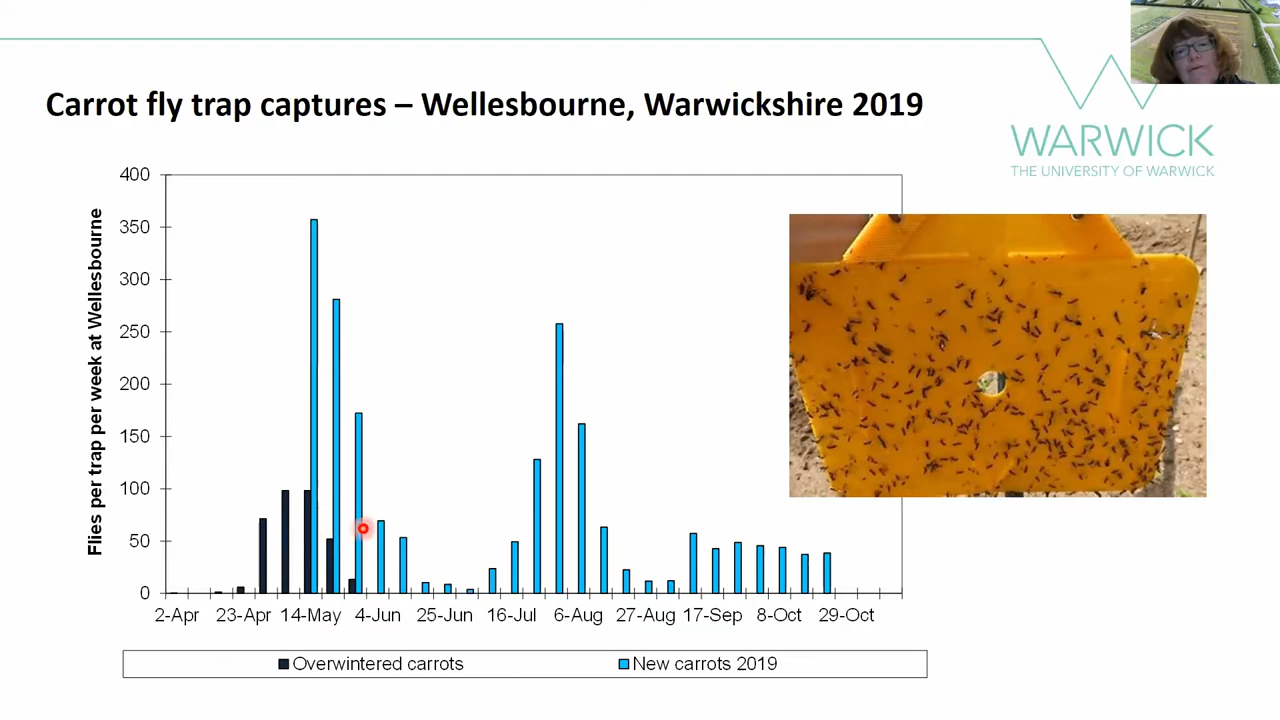 Carrot fly trap captures – Wellesbourne, Warwickshire 2019
WARWICK
THE UNIVERSITY OF WARWICK
Flies per trap per week at Wellesbourne
400
350
300
250
200
150
100
50
0
2-Apr 23-Apr 14-May 4-Jun 25-Jun 16-Jul 6-Aug 27-Aug 17-Sep 8-Oct 29-Oct
Overwintered carrots New carrots 2019